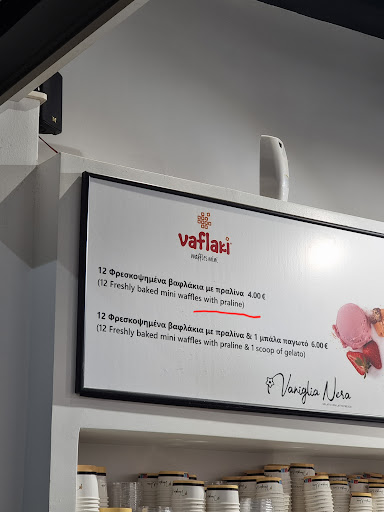 vaflaki
12 Φρεσκοψημένα βαφλάκια με πραλίνα 4.00€
(12 Freshly baked mini waffles with praline)
12 Φρεσκοψημένα βαφλάκια με πραλίνα & 1 μπάλα παγωτό 6.00€
(12 Freshly baked mini waffles with praline & 1 scoop of gelato)
Vaniglia Nera